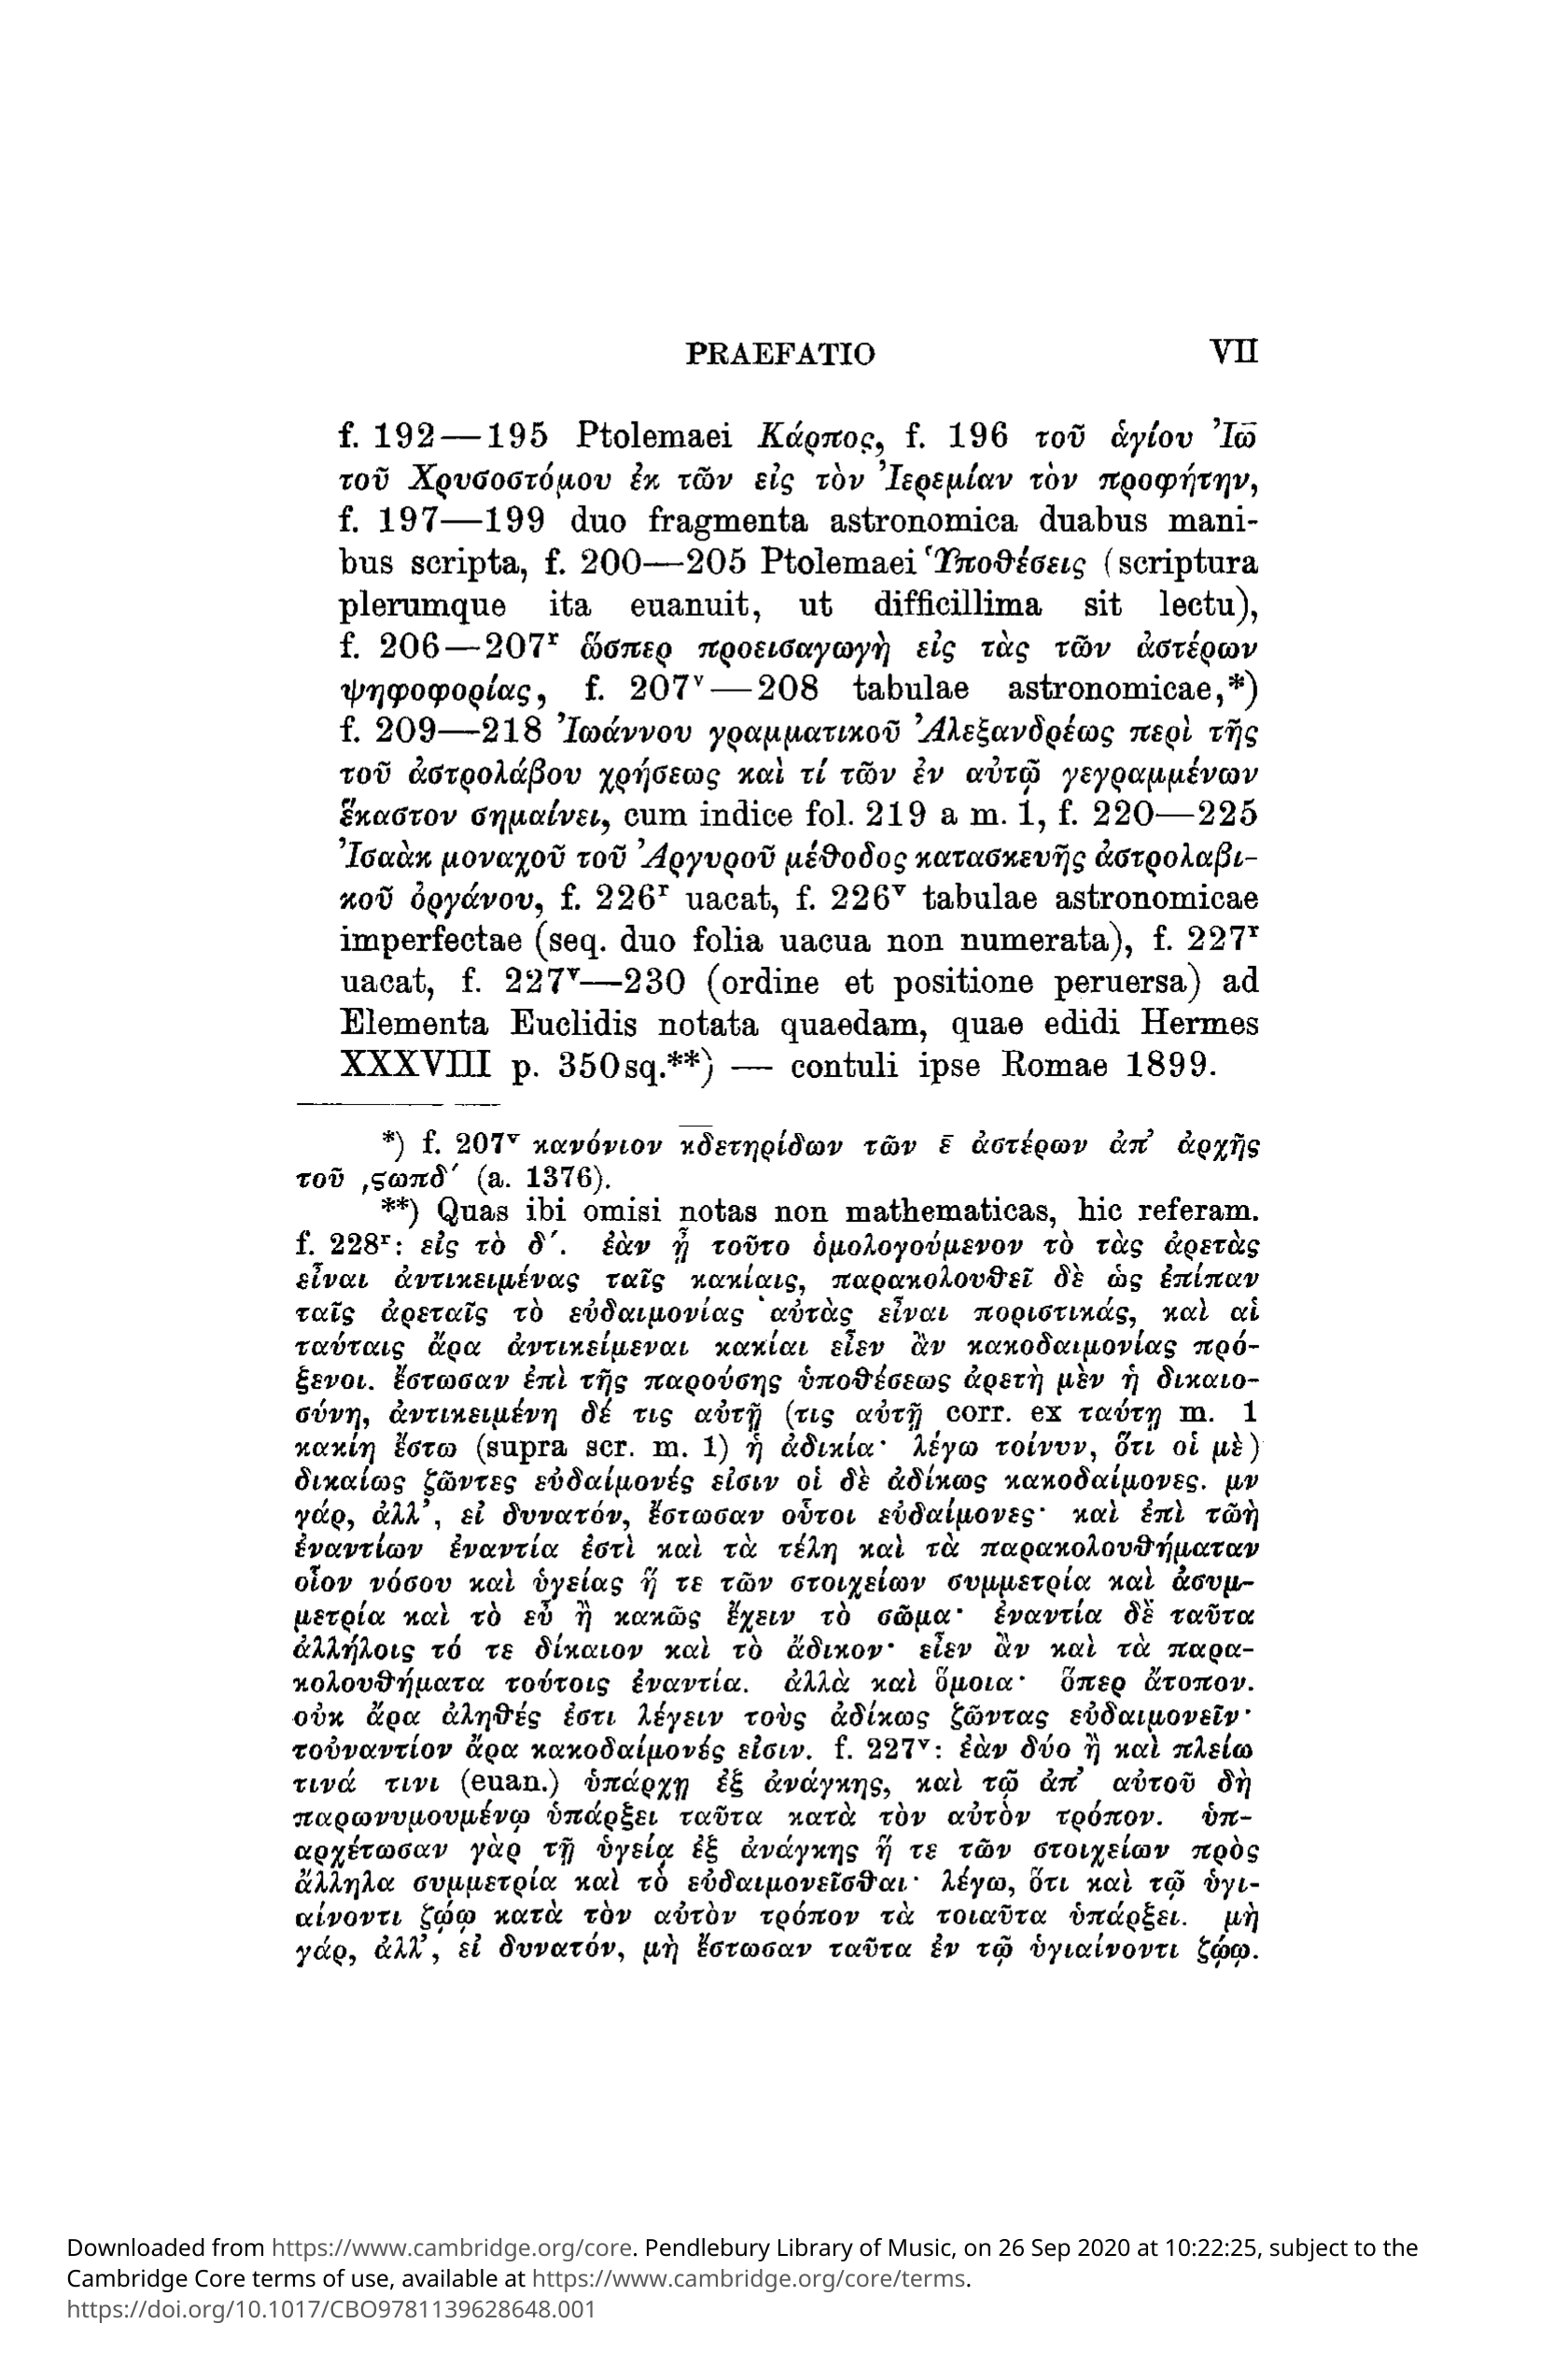 PRAEFATIO VII
f. 192—195 Ptolemaei Κάρπος, f. 196 τοῦ ἁγίου Ἰω̄
τοῦ Χρυσοστόμου ἐκ τῶν εἰς τὸν Ἰερεμίαν τὸν προφήτην,
f. 197—199 duo fragmenta astronomica duabus mani-
bus scripta, f. 200—205 Ptolemaei Ὑποθέσεις (scriptura
plerumque ita euanuit, ut difficillima sit lectu),
f. 206—207ʳ ὥσπερ προεισαγωγὴ εἰς τὰς τῶν ἀστέρων
ψηφοφορίας, f. 207ᵛ—208 tabulae astronomicae,*)
f. 209—218 Ἰωάννου γραμματικοῦ Ἀλεξανδρέως περὶ τῆς
τοῦ ἀστρολάβου χρήσεως καὶ τί τῶν ἐν αὐτῷ γεγραμμένων
ἕκαστον σημαίνει, cum indice fol. 219 a m. 1, f. 220—225
Ἰσαὰκ μοναχοῦ τοῦ Ἀργυροῦ μέθοδος κατασκευῆς ἀστρολαβι-
κοῦ ὀργάνου, f. 226ʳ uacat, f. 226ᵛ tabulae astronomicae
imperfectae (seq. duo folia uacua non numerata), f. 227ʳ
uacat, f. 227ᵛ—230 (ordine et positione peruersa) ad
Elementa Euclidis notata quaedam, quae edidi Hermes
XXXVIII p. 350 sq.**) — contuli ipse Romae 1899.
*) f. 207ᵛ κανόνιον κ̅δ̅ετηρίδων τῶν ε̄ ἀστέρων ἀπ’ ἀρχῆς
τοῦ ͵ςωπδ´ (a. 1376).
**) Quas ibi omisi notas non mathematicas, hic referam.
f. 228ʳ: εἰς τὸ δ´. ἐὰν ᾖ τοῦτο ὁμολογούμενον τὸ τὰς ἀρετὰς
εἶναι ἀντικειμένας ταῖς κακίαις, παρακολουθεῖ δὲ ὡς ἐπίπαν
ταῖς ἀρεταῖς τὸ εὐδαιμονίας αὐτὰς εἶναι ποριστικάς, καὶ αἱ
ταύταις ἄρα ἀντικείμεναι κακίαι εἶεν ἂν κακοδαιμονίας πρό-
ξενοι. ἔστωσαν ἐπὶ τῆς παρούσης ὑποθέσεως ἀρετὴ μὲν ἡ δικαιο-
σύνη, ἀντικειμένη δέ τις αὐτῇ (τις αὐτῇ corr. ex ταύτῃ m. 1
κακίη ἔστω (supra scr. m. 1) ἡ ἀδικία· λέγω τοίνυν, ὅτι οἱ μὲ)
δικαίως ζῶντες εὐδαίμονές εἰσιν οἱ δὲ ἀδίκως κακοδαίμονες. μν
γάρ, ἀλλ’, εἰ δυνατόν, ἔστωσαν οὗτοι εὐδαίμονες· καὶ ἐπὶ τῶὴ
ἐναντίων ἐναντία ἐστὶ καὶ τὰ τέλη καὶ τὰ παρακολουθήματαν
οἷον νόσου καὶ ὑγείας ἥ τε τῶν στοιχείων συμμετρία καὶ ἀσυμ-
μετρία καὶ τὸ εὖ ἢ κακῶς ἔχειν τὸ σῶμα· ἐναντία δὲ ταῦτα
ἀλλήλοις τό τε δίκαιον καὶ τὸ ἄδικον· εἶεν ἂν καὶ τὰ παρα-
κολουθήματα τούτοις ἐναντία. ἀλλὰ καὶ ὅμοια· ὅπερ ἄτοπον.
οὐκ ἄρα ἀληθές ἐστι λέγειν τοὺς ἀδίκως ζῶντας εὐδαιμονεῖν·
τοὐναντίον ἄρα κακοδαίμονές εἰσιν. f. 227ᵛ: ἐὰν δύο ἢ καὶ πλείω
τινά τινι (euan.) ὑπάρχῃ ἐξ ἀνάγκης, καὶ τῷ ἀπ’ αὐτοῦ δὴ
παρωνυμουμένῳ ὑπάρξει ταῦτα κατὰ τὸν αὐτὸν τρόπον. ὑπ-
αρχέτωσαν γὰρ τῇ ὑγείᾳ ἐξ ἀνάγκης ἥ τε τῶν στοιχείων πρὸς
ἄλληλα συμμετρία καὶ τὸ εὐδαιμονεῖσθαι· λέγω, ὅτι καὶ τῷ ὑγι-
αίνοντι ζῴῳ κατὰ τὸν αὐτὸν τρόπον τὰ τοιαῦτα ὑπάρξει. μὴ
γάρ, ἀλλ’, εἰ δυνατόν, μὴ ἔστωσαν ταῦτα ἐν τῷ ὑγιαίνοντι ζῴῳ.
Downloaded from https://www.cambridge.org/core. Pendlebury Library of Music, on 26 Sep 2020 at 10:22:25, subject to the
Cambridge Core terms of use, available at https://www.cambridge.org/core/terms.
https://doi.org/10.1017/CBO9781139628648.001